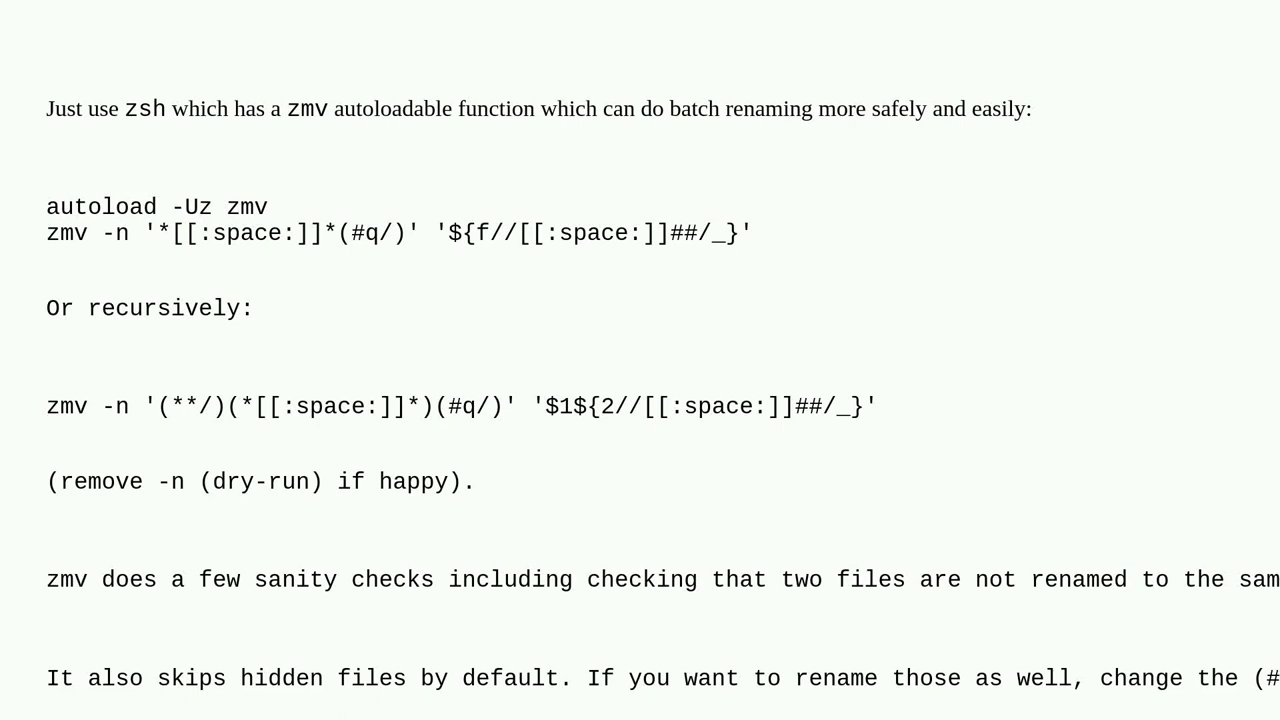 Just use zsh which has a zmv autoloadable function which can do batch renaming more safely and easily:
autoload -Uz zmv
zmv -n '*[[:space:]]*(#q/)' '${f//[[:space:]]##/_}'
Or recursively:
zmv -n '(**/)(*[[:space:]]*)(#q/)' '$1${2//[[:space:]]##/_}'
(remove -n (dry-run) if happy).
zmv does a few sanity checks including checking that two files are not renamed to the sam
It also skips hidden files by default. If you want to rename those as well, change the (#